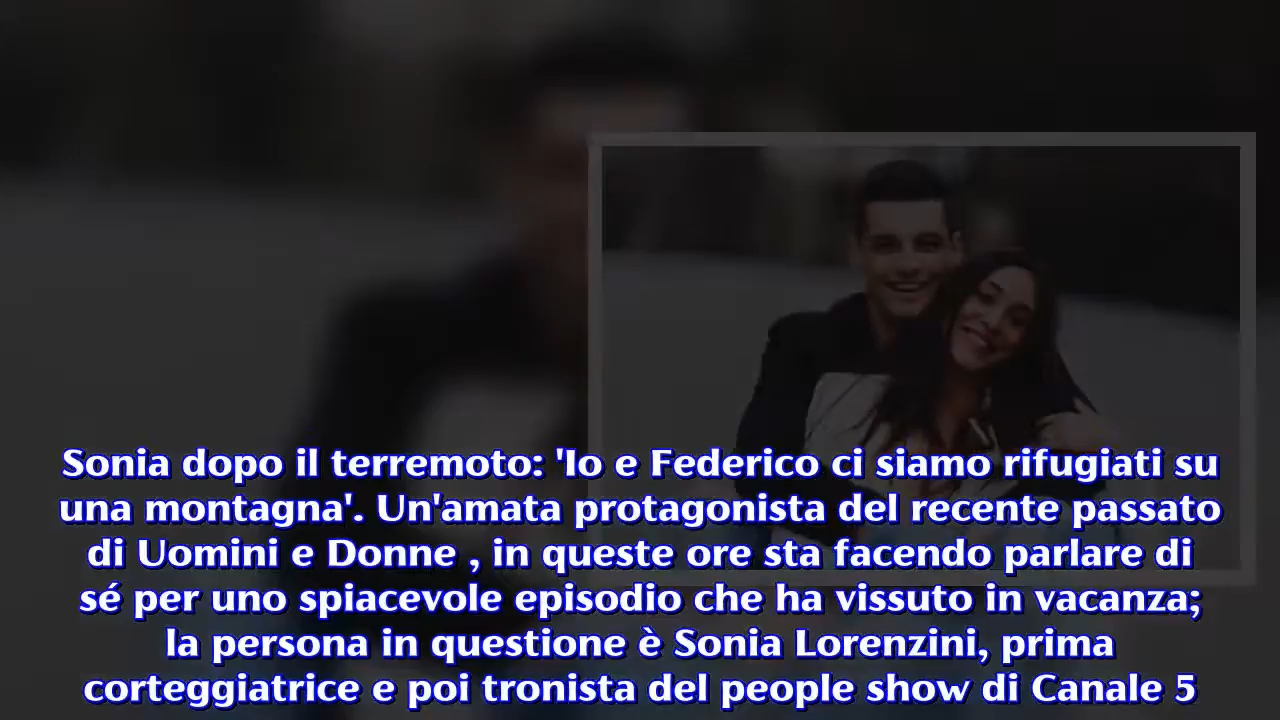 Sonia dopo il terremoto: 'Io e Federico ci siamo rifugiati su
una montagna'. Un'amata protagonista del recente passato
di Uomini e Donne , in queste ore sta facendo parlare di
sé per uno spiacevole episodio che ha vissuto in vacanza;
la persona in questione è Sonia Lorenzini, prima
corteggiatrice e poi tronista del people show di Canale 5